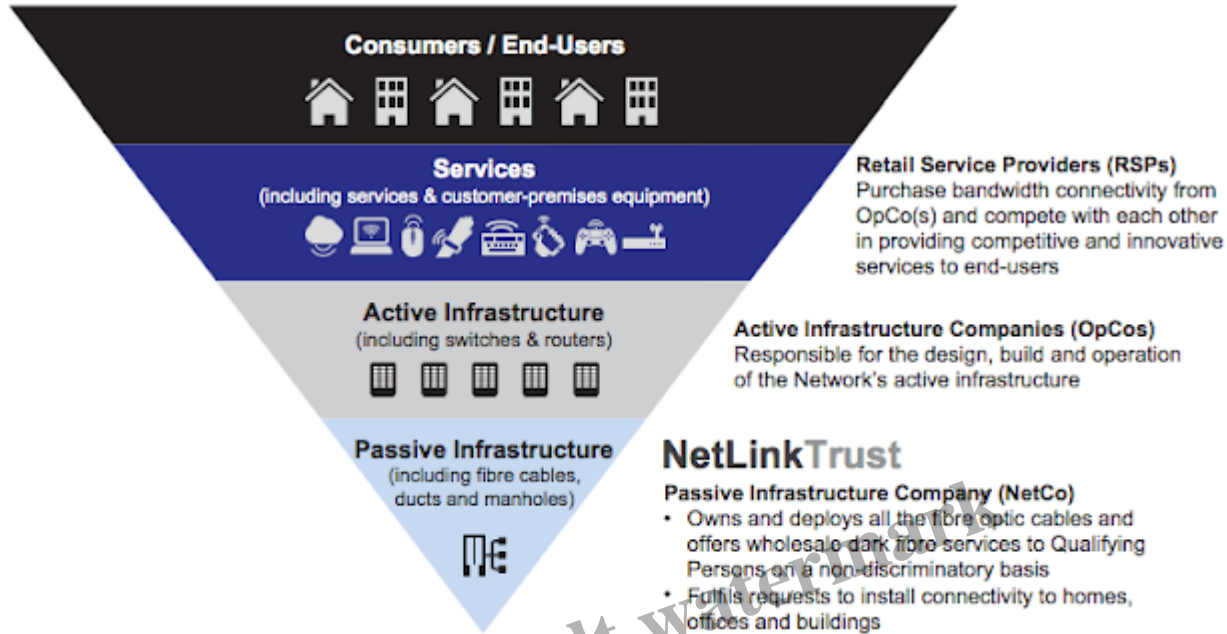 Consumers / End-Users
Services
(including services & customer-premises equipment)
Retail Service Providers (RSPs)
Purchase bandwidth connectivity from
OpCo(s) and compete with each other
in providing competitive and innovative
services to end-users
Active Infrastructure
(including switches & routers)
Active Infrastructure Companies (OpCos)
Responsible for the design, build and operation
of the Network's active infrastructure
Passive Infrastructure
(including fibre cables,
ducts and manholes)
NetLinkTrust
Passive Infrastructure Company (NetCo)
• Owns and deploys all the fibre optic cables and
offers wholesale dark fibre services to Qualifying
Persons on a non-discriminatory basis
• Fulfils requests to install connectivity to homes,
offices and buildings
watermark